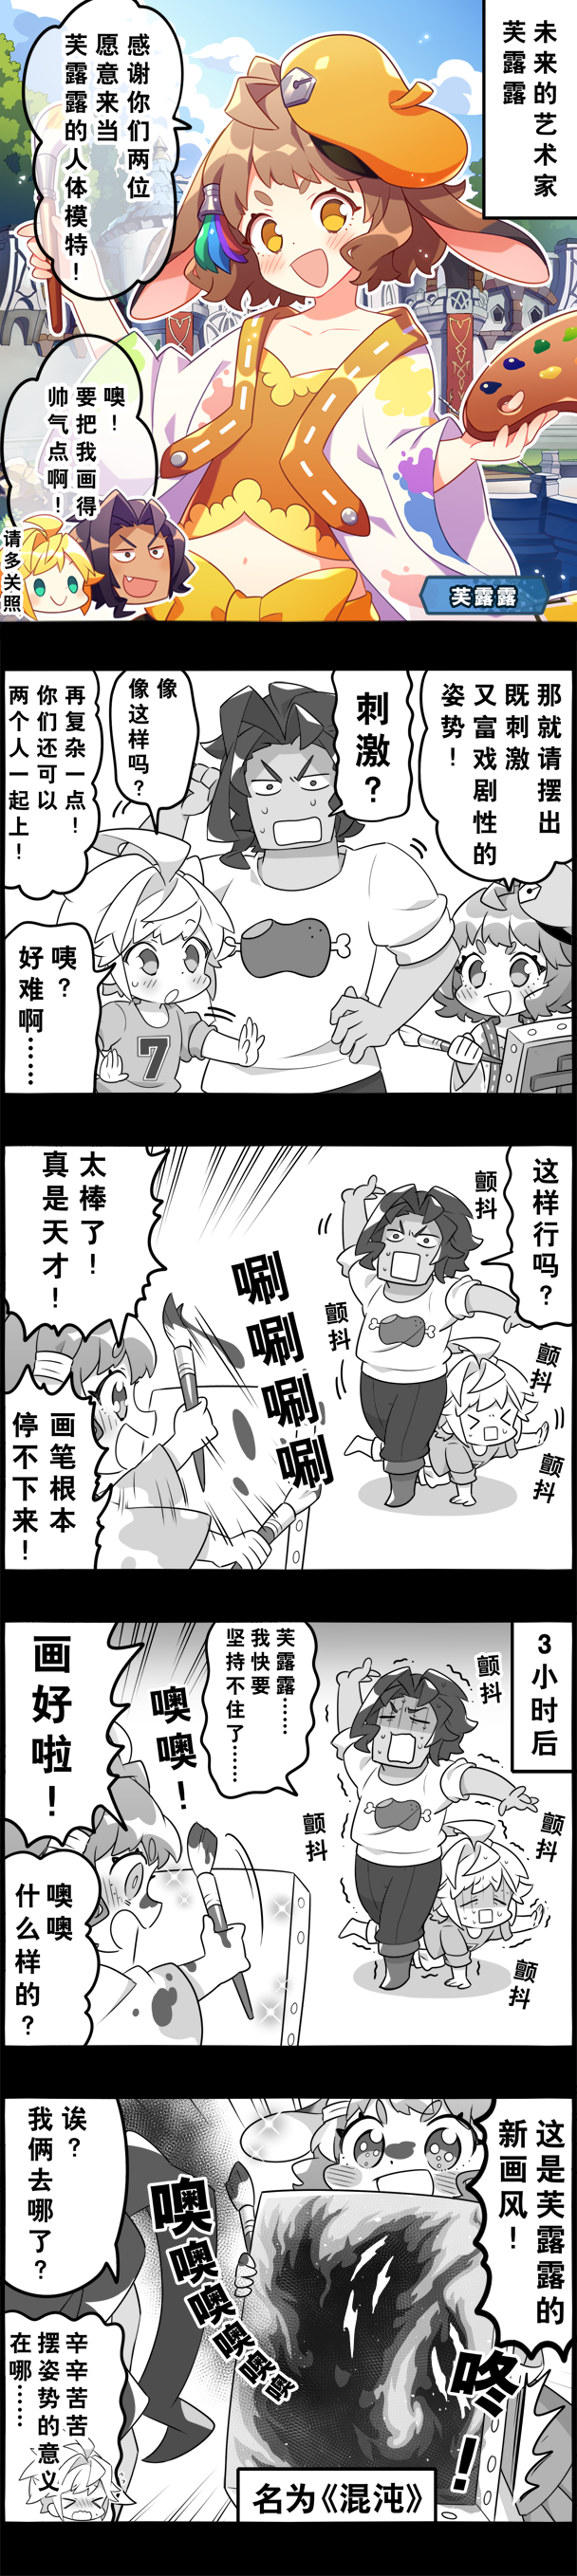 未来的艺术家
芙露露
感谢你们两位
愿意来当
芙露露的人体模特！
噢！
要把我画得
帅气点啊！
请多关照
芙露露
那就请摆出
既刺激
又富戏剧性的
姿势！
刺激？
像
像这样吗？
再复杂一点！
你们还可以
两个人一起上！
咦？
好难啊……
7
这样行吗？
颤抖
颤抖
颤抖
颤抖
唰唰唰唰
太棒了！
真是天才！
画笔根本
停不下来！
3小时后
颤抖
颤抖
颤抖
颤抖
芙露露……
我快要
坚持不住了……
噢噢！
画好啦！
噢噢
什么样的？
这是芙露露的
新画风！
噢噢噢噢噢噢
诶？
我俩去哪了？
咚！
辛辛苦苦
摆姿势的意义
在哪……
名为《混沌》